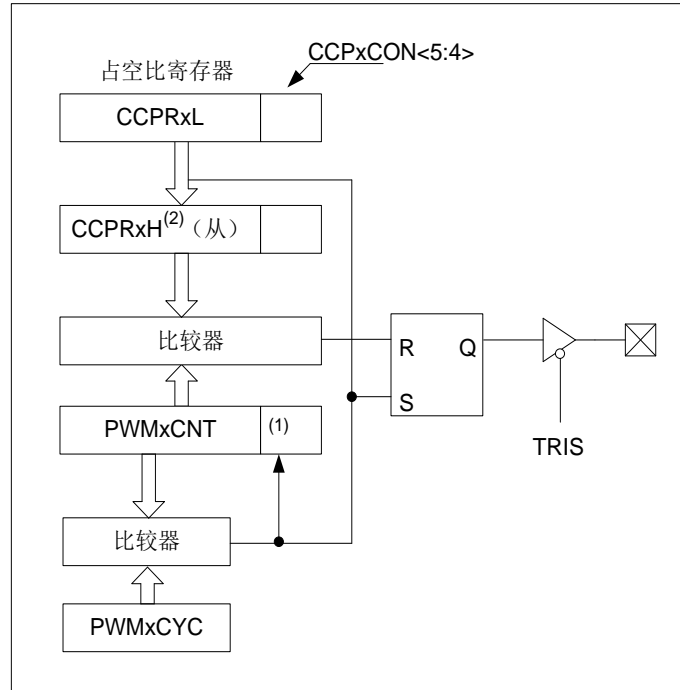 CCPxCON<5:4>
占空比寄存器
CCPRxL
CCPRxH(2)（从）
比较器
R Q
S
PWMxCNT (1)
TRIS
比较器
PWMxCYC